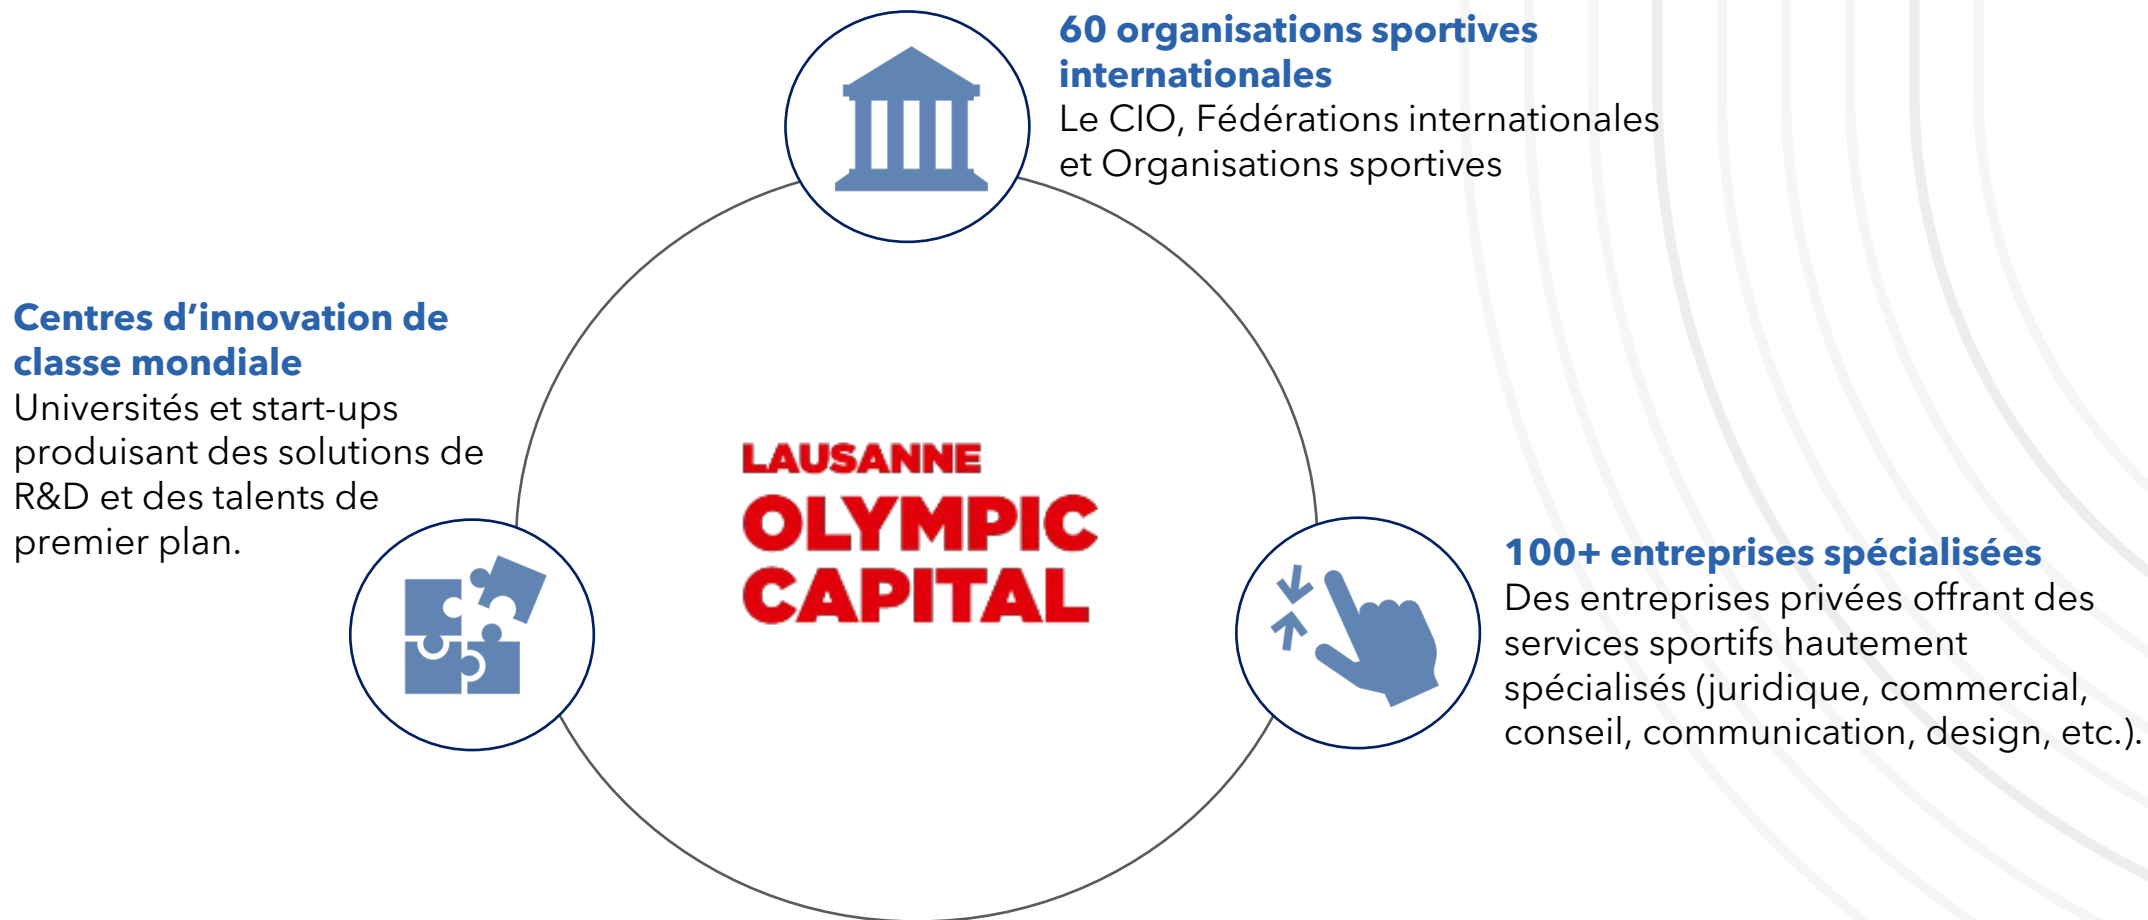 60 organisations sportives
internationales
Le CIO, Fédérations internationales
et Organisations sportives
Centres d’innovation de
classe mondiale
Universités et start-ups
produisant des solutions de
R&D et des talents de
premier plan.
LAUSANNE
OLYMPIC
CAPITAL
100+ entreprises spécialisées
Des entreprises privées offrant des
services sportifs hautement
spécialisés (juridique, commercial,
conseil, communication, design, etc.).